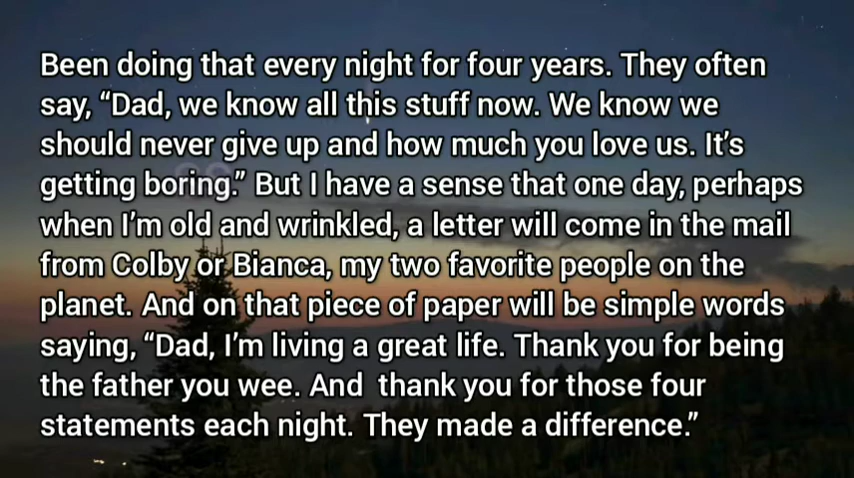 Been doing that every night for four years. They often
say, “Dad, we know all this stuff now. We know we
should never give up and how much you love us. It’s
getting boring.” But I have a sense that one day, perhaps
when I’m old and wrinkled, a letter will come in the mail
from Colby or Bianca, my two favorite people on the
planet. And on that piece of paper will be simple words
saying, “Dad, I’m living a great life. Thank you for being
the father you wee. And  thank you for those four
statements each night. They made a difference.”